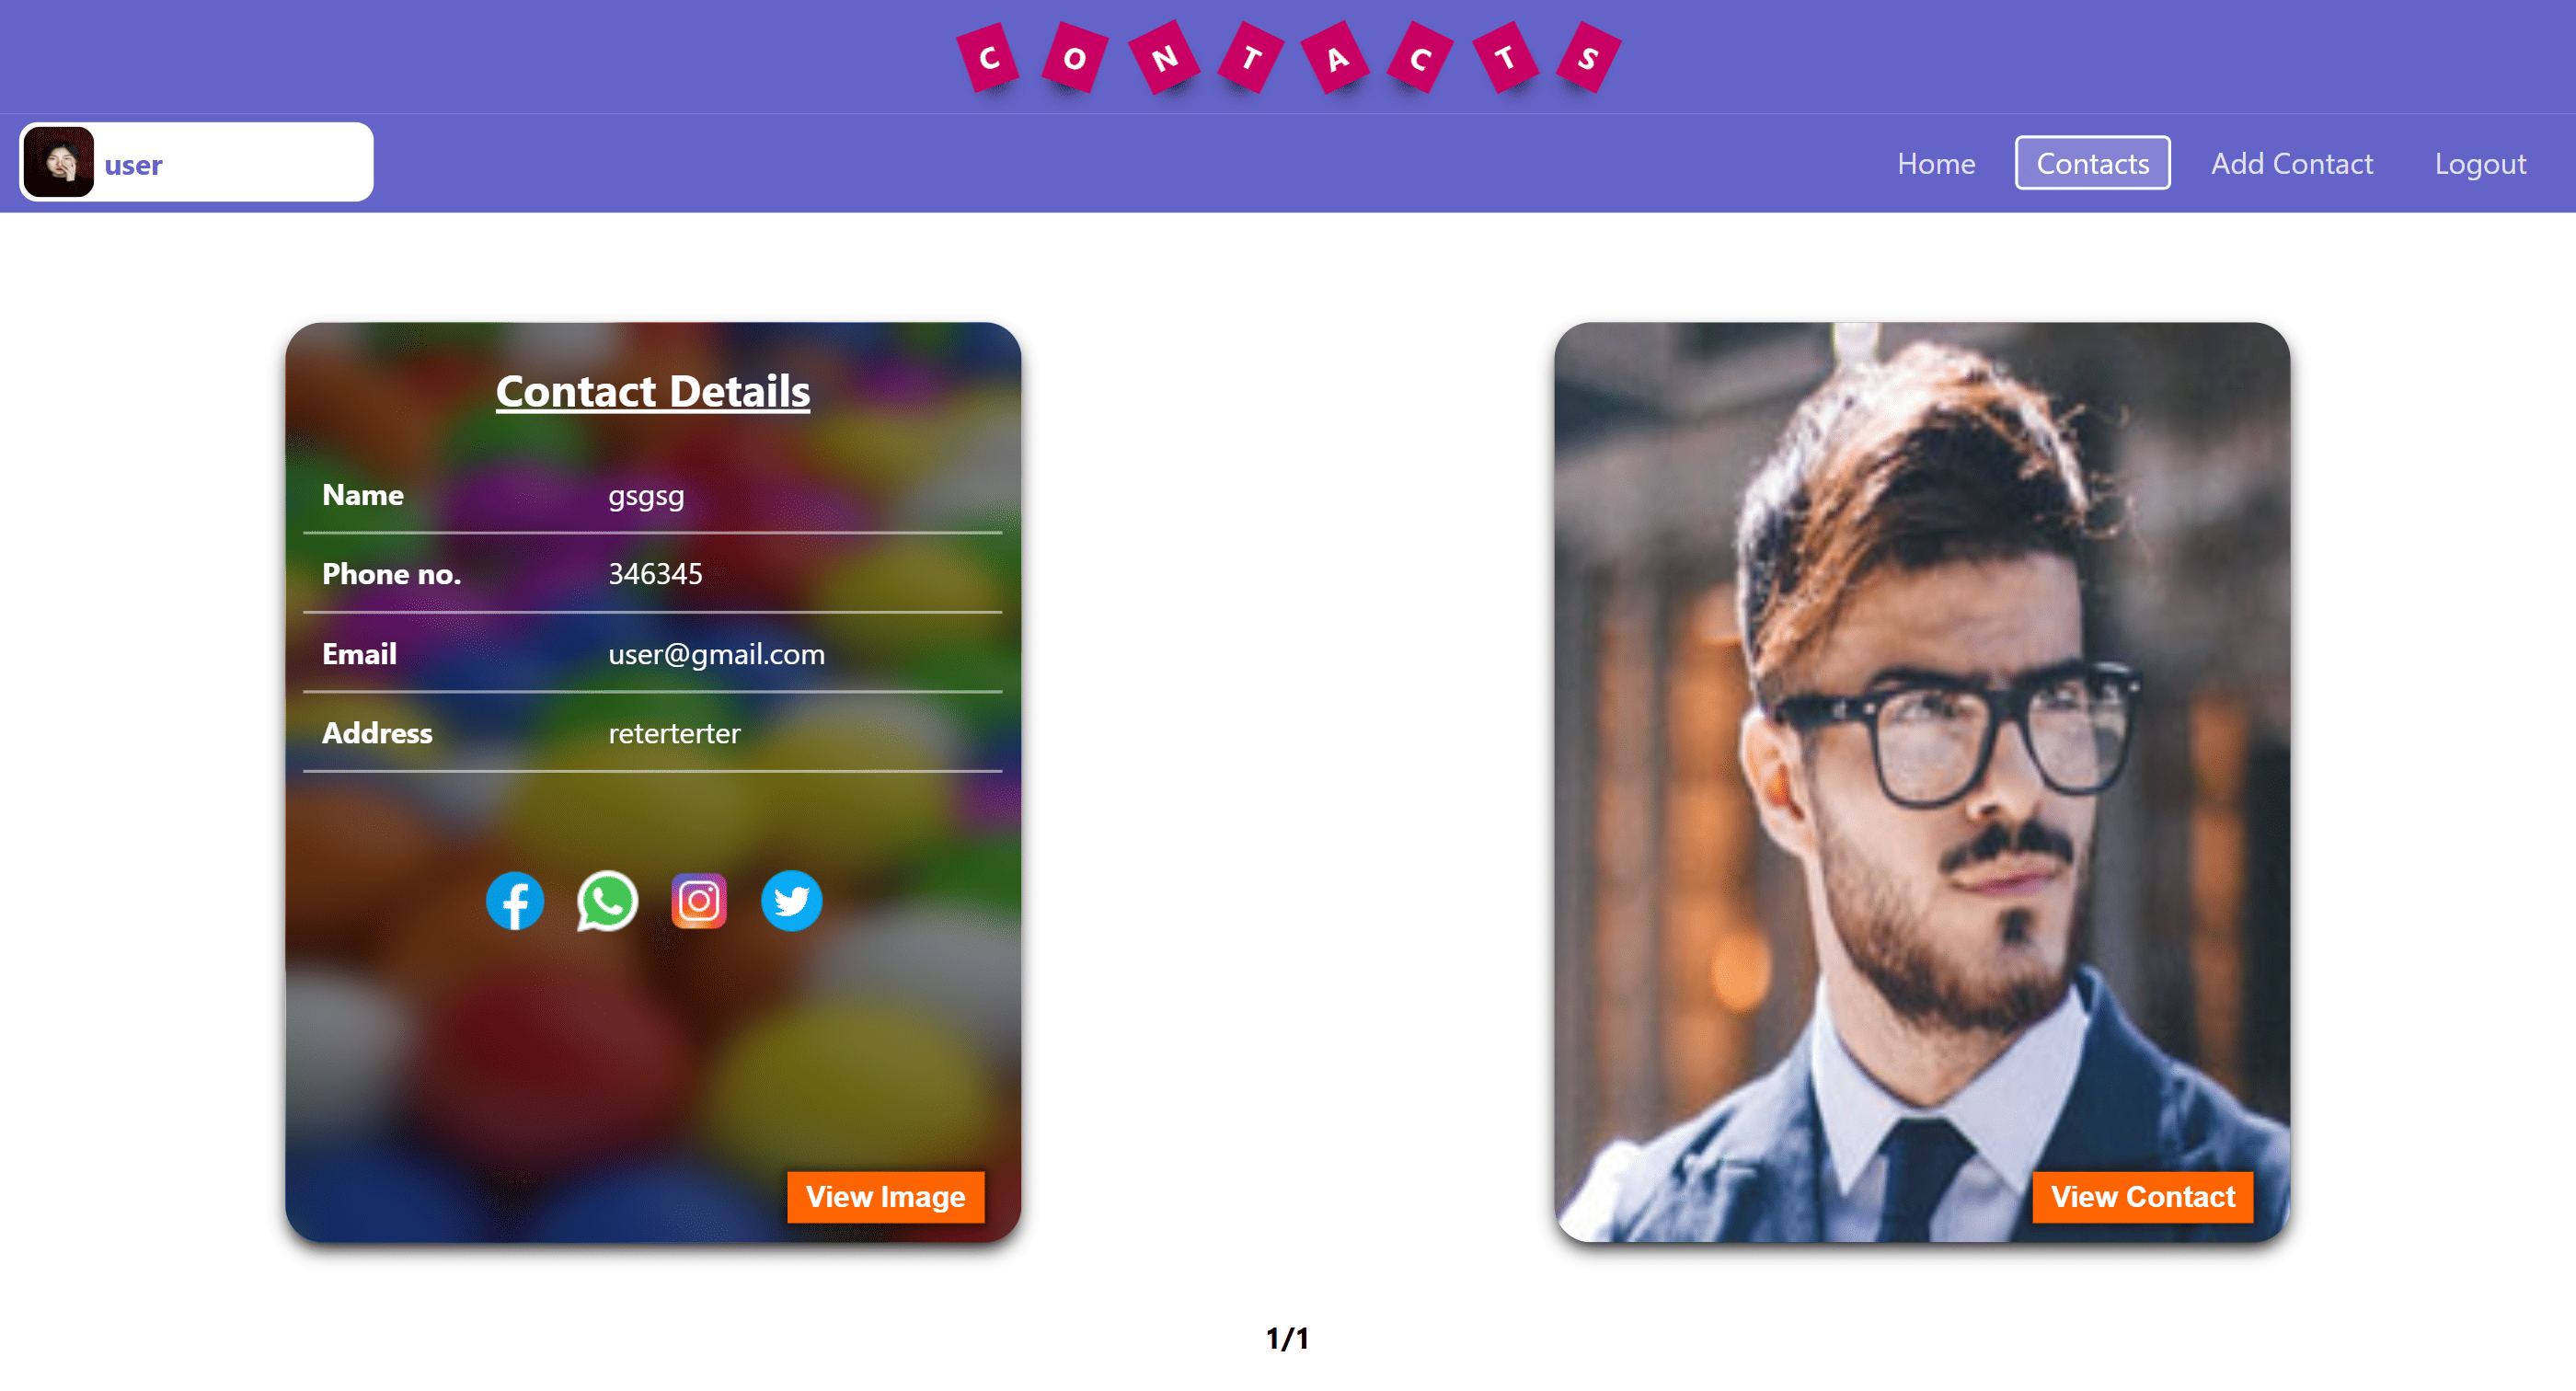 CONTACTS
user
Home Contacts Add Contact Logout
Contact Details
Name gsgsg
Phone no. 346345
Email user@gmail.com
Address reterterter
View Image
View Contact
1/1